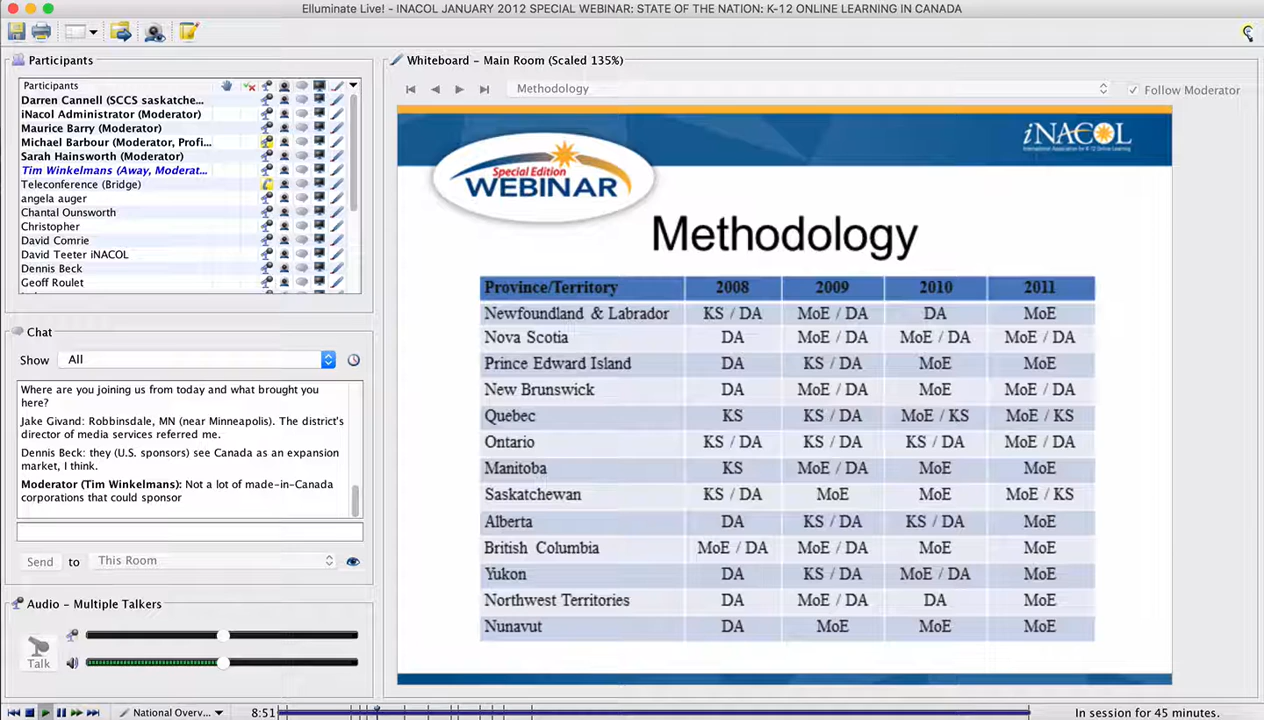 Elluminate Live! - INACOL JANUARY 2012 SPECIAL WEBINAR: STATE OF THE NATION: K-12 ONLINE LEARNING IN CANADA
Participants
Participants
Darren Cannell (SCCS saskatche...
iNacol Administrator (Moderator)
Maurice Barry (Moderator)
Michael Barbour (Moderator, Profi...
Sarah Hainsworth (Moderator)
Tim Winkelmans (Away, Moderat...
Teleconference (Bridge)
angela auger
Chantal Ounsworth
Christopher
David Comrie
David Teeter iNACOL
Dennis Beck
Geoff Roulet
Chat
Show All
Where are you joining us from today and what brought you
here?
Jake Givand: Robbinsdale, MN (near Minneapolis). The district's
director of media services referred me.
Dennis Beck: they (U.S. sponsors) see Canada as an expansion
market, I think.
Moderator (Tim Winkelmans): Not a lot of made-in-Canada
corporations that could sponsor
Send to This Room
Audio - Multiple Talkers
Talk
Whiteboard - Main Room (Scaled 135%)
Methodology Follow Moderator
iNACOL
International Association for K-12 Online Learning
Special Edition
WEBINAR
Methodology
Province/Territory 2008 2009 2010 2011
Newfoundland & Labrador KS / DA MoE / DA DA MoE
Nova Scotia DA MoE / DA MoE / DA MoE / DA
Prince Edward Island DA KS / DA MoE MoE
New Brunswick DA MoE / DA MoE MoE / DA
Quebec KS KS / DA MoE / KS MoE / KS
Ontario KS / DA KS / DA KS / DA MoE / DA
Manitoba KS MoE / DA MoE MoE
Saskatchewan KS / DA MoE MoE MoE / KS
Alberta DA KS / DA KS / DA MoE
British Columbia MoE / DA MoE / DA MoE MoE
Yukon DA KS / DA MoE / DA MoE
Northwest Territories DA MoE / DA DA MoE
Nunavut DA MoE MoE MoE
National Overv... 8:51 In session for 45 minutes.